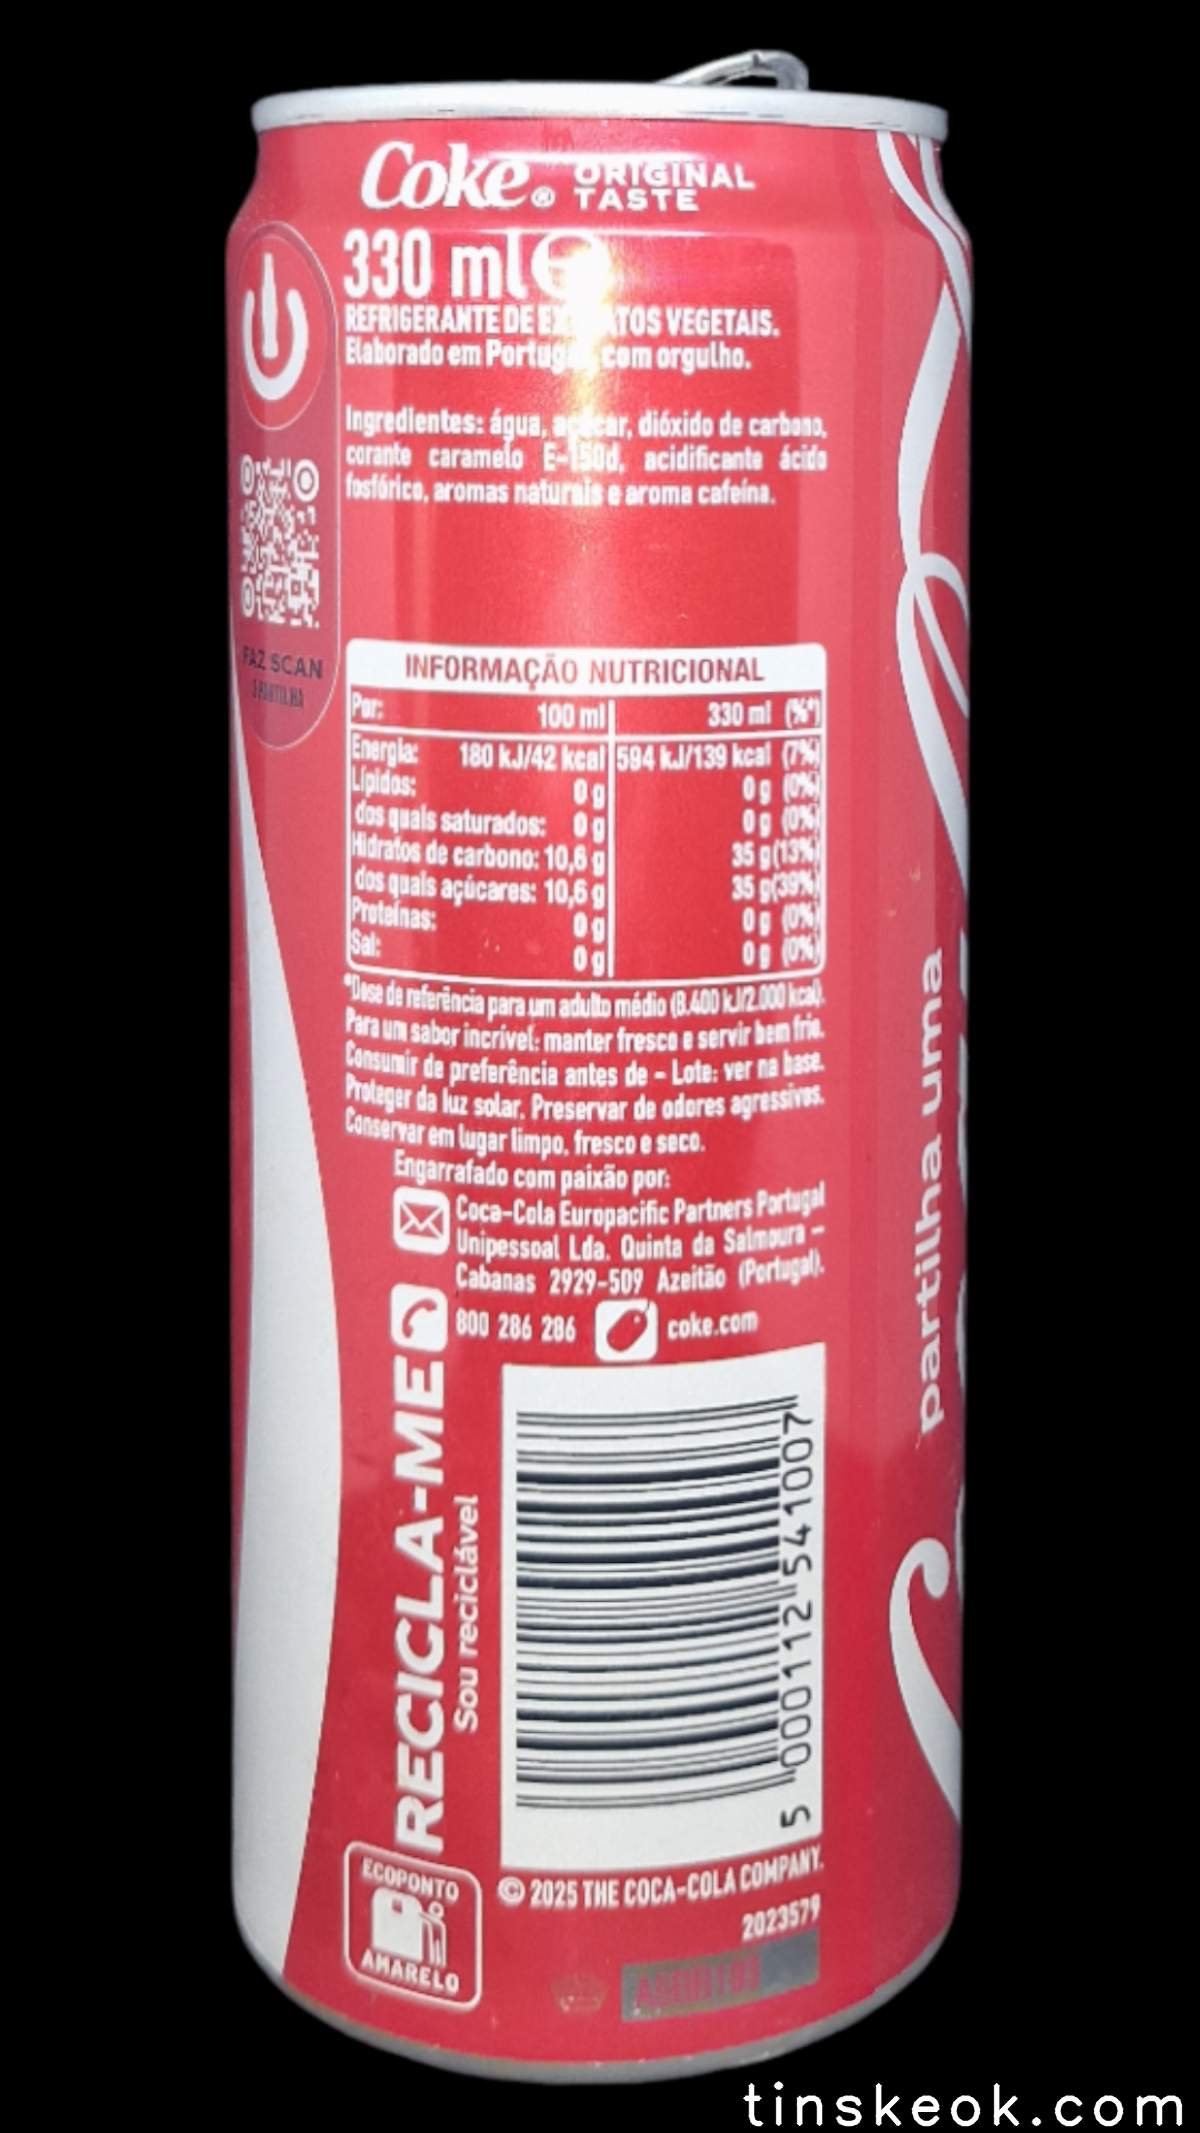 Coke® ORIGINAL
TASTE
330 ml ℮
REFRIGERANTE DE EXTRATOS VEGETAIS.
Elaborado em Portugal com orgulho.
Ingredientes: água, açúcar, dióxido de carbono,
corante caramelo E-150d, acidificante ácido
fosfórico, aromas naturais e aroma cafeína.
FAZ SCAN
INFORMAÇÃO NUTRICIONAL
Por: 100 ml 330 ml (%*)
Energia: 180 kJ/42 kcal 594 kJ/139 kcal (7%)
Lípidos: 0 g 0 g (0%)
dos quais saturados: 0 g 0 g (0%)
Hidratos de carbono: 10,6 g 35 g(13%)
dos quais açúcares: 10,6 g 35 g(39%)
Proteínas: 0 g 0 g (0%)
Sal: 0 g 0 g (0%)
*Dose de referência para um adulto médio (8.400 kJ/2.000 kcal).
Para um sabor incrível: manter fresco e servir bem frio.
Consumir de preferência antes de - Lote: ver na base.
Proteger da luz solar. Preservar de odores agressivos.
Conservar em lugar limpo, fresco e seco.
Engarrafado com paixão por:
Coca-Cola Europacific Partners Portugal
Unipessoal Lda. Quinta da Salmoura -
Cabanas 2929-509 Azeitão (Portugal).
800 286 286 coke.com
RECICLA-ME
Sou reciclável
5 000112 541007
ECOPONTO
AMARELO
© 2025 THE COCA-COLA COMPANY.
2023579
partilha uma
tinskeok.com